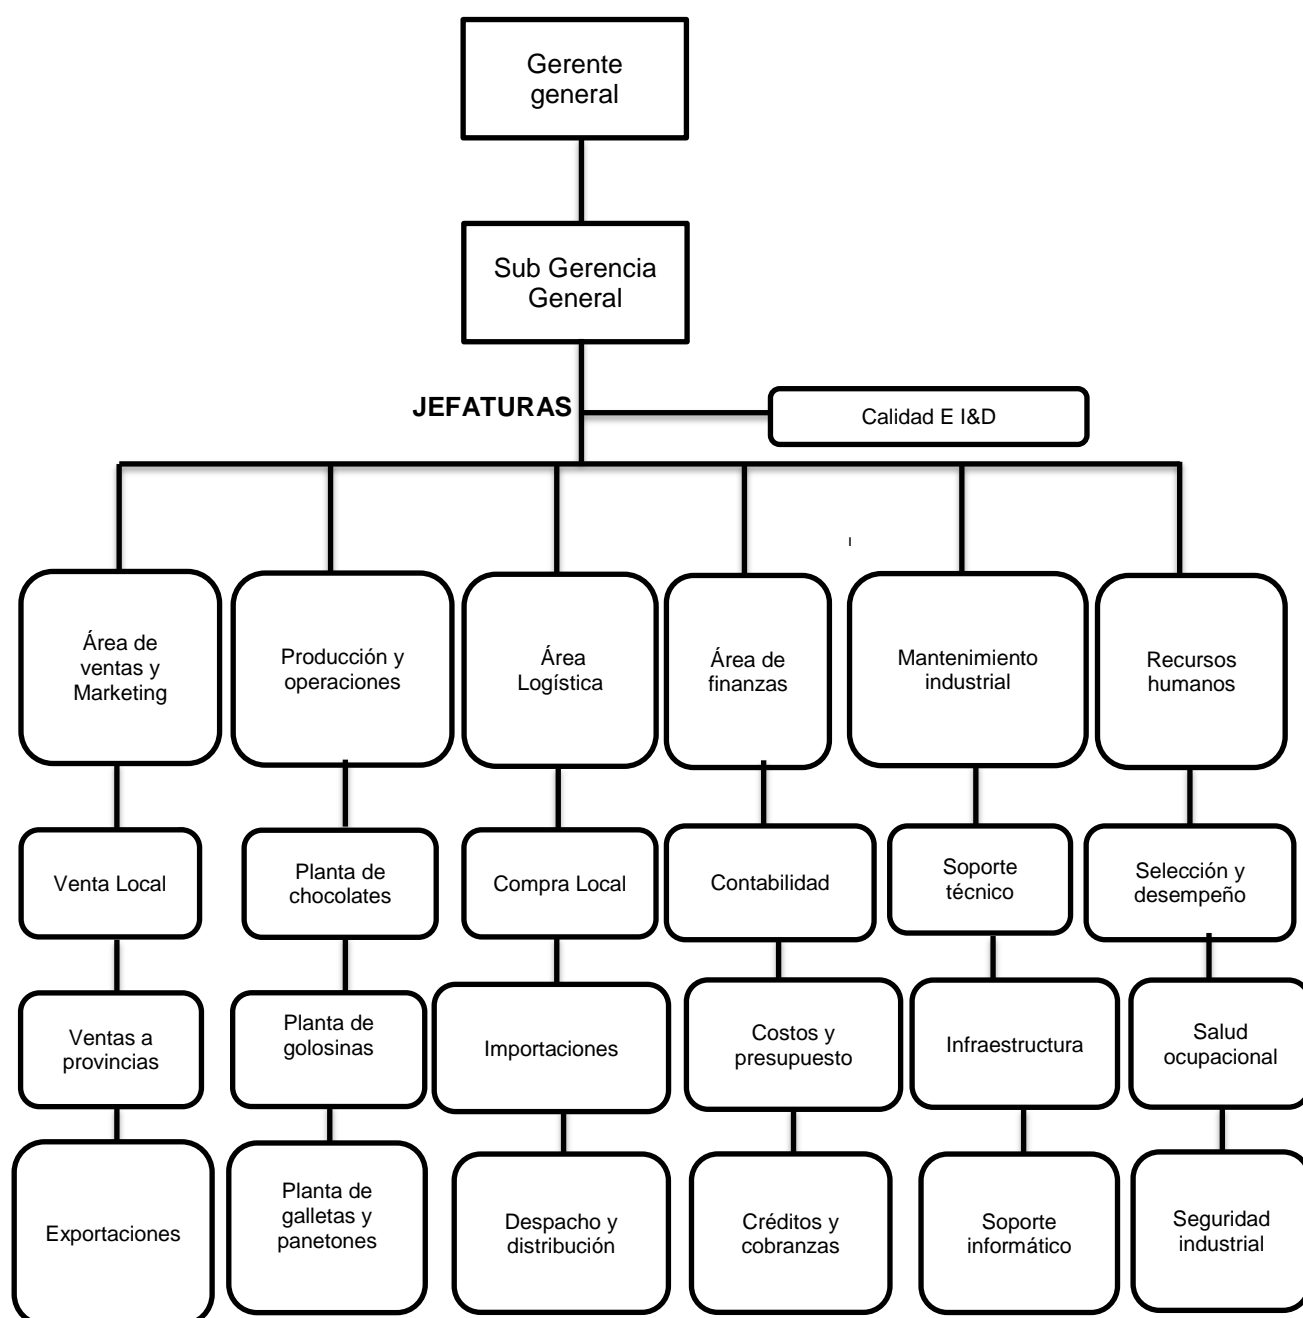 Gerente
general
Sub Gerencia
General
JEFATURAS
Calidad E I&D
Área de
ventas y
Marketing
Producción y
operaciones
Área
Logística
Área de
finanzas
Mantenimiento
industrial
Recursos
humanos
Venta Local
Planta de
chocolates
Compra Local
Contabilidad
Soporte
técnico
Selección y
desempeño
Ventas a
provincias
Planta de
golosinas
Importaciones
Costos y
presupuesto
Infraestructura
Salud
ocupacional
Exportaciones
Planta de
galletas y
panetones
Despacho y
distribución
Créditos y
cobranzas
Soporte
informático
Seguridad
industrial